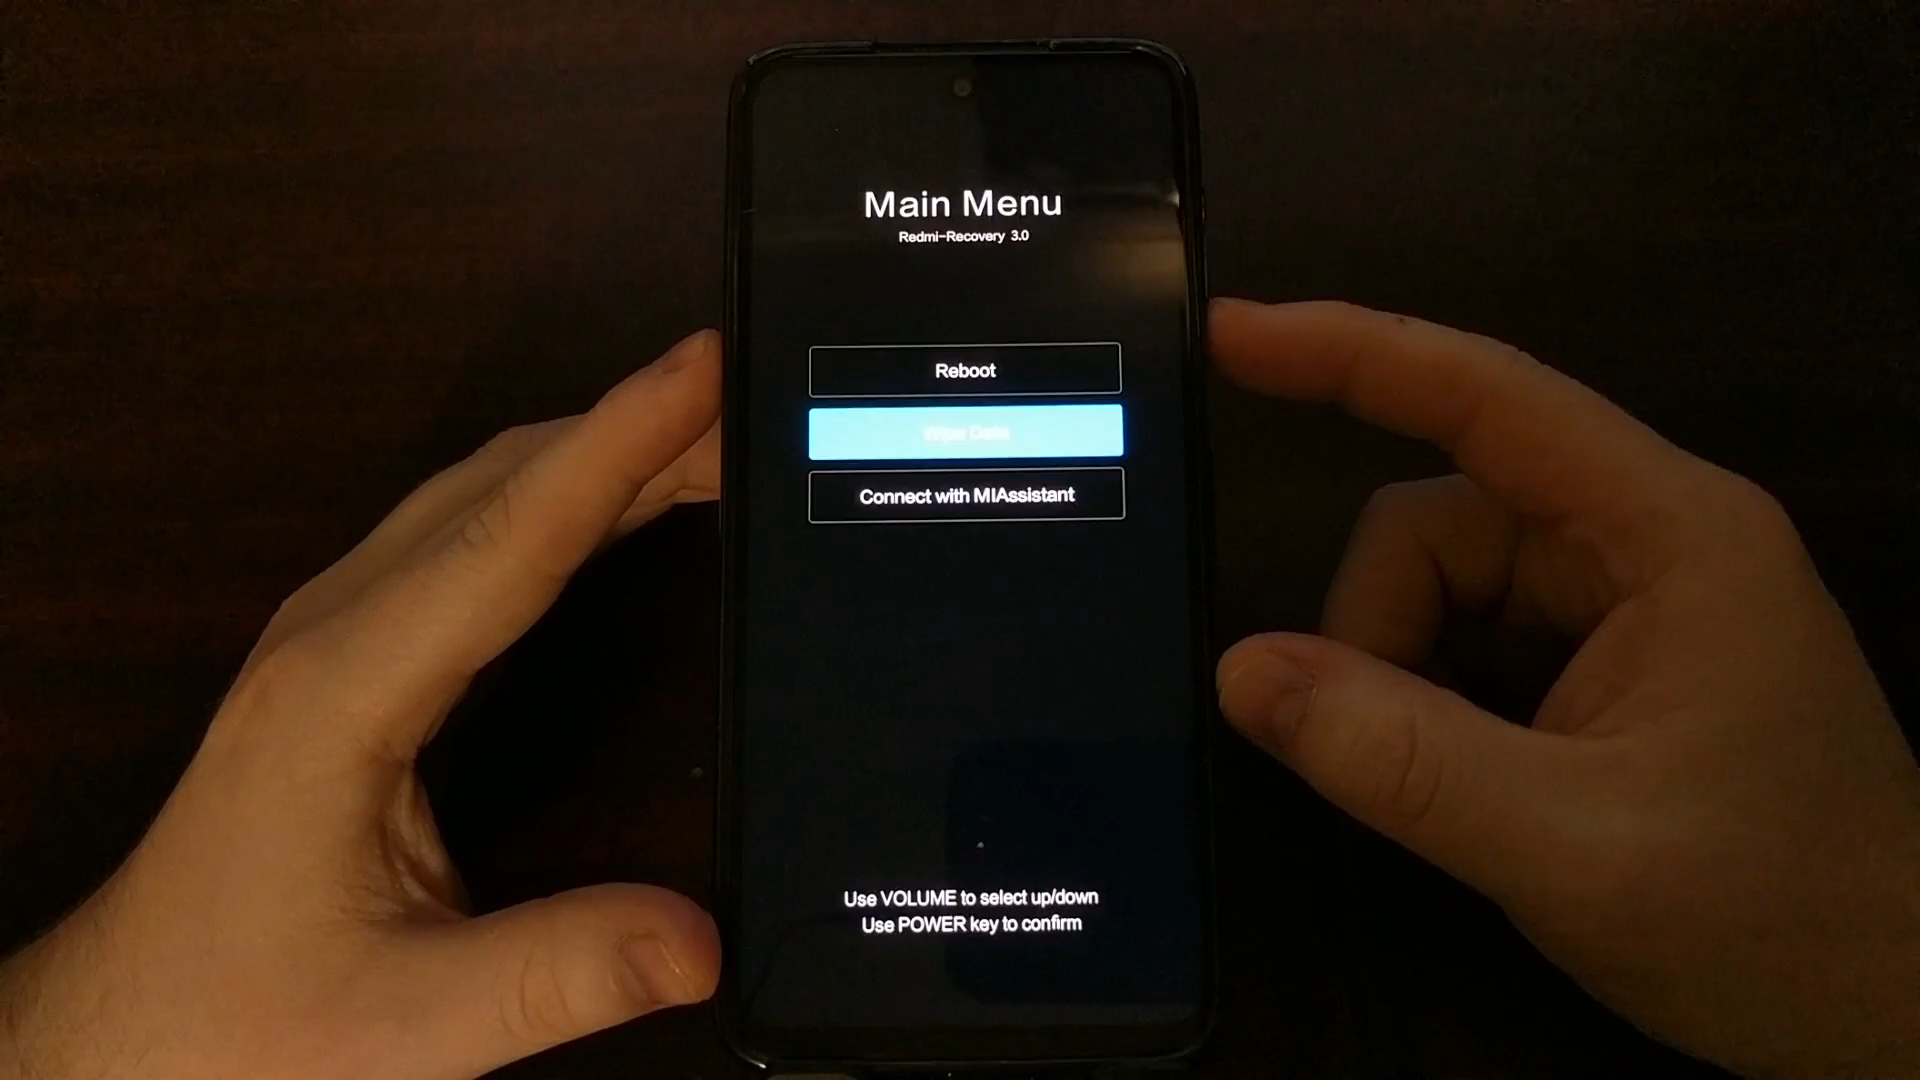 Main Menu
Redmi-Recovery 3.0
Reboot
Wipe Data
Connect with MIAssistant
Use VOLUME to select up/down
Use POWER key to confirm